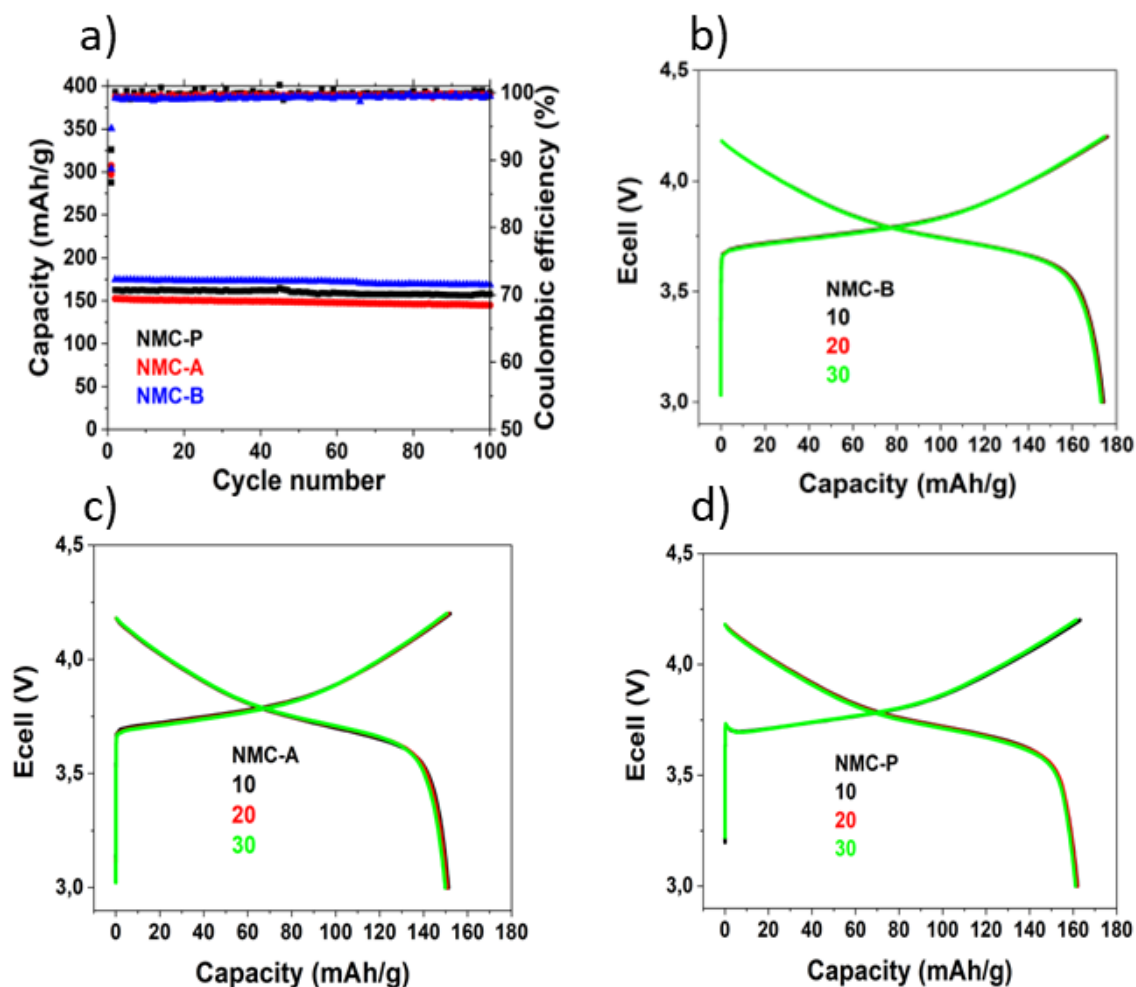 a)
400
350
300
250
200
150
100
75
50
25
0
Capacity (mAh/g)
100
90
80
70
60
50
Coulombic efficiency (%)
NMC-P
NMC-A
NMC-B
20
40
60
80
100
Cycle number
b)
4,5
4,0
3,5
3,0
Ecell (V)
NMC-B
10
20
30
0 20 40 60 80 100 120 140 160 180
Capacity (mAh/g)
c)
4,5
4,0
3,5
3,0
Ecell (V)
NMC-A
10
20
30
0 20 40 60 80 100 120 140 160 180
Capacity (mAh/g)
d)
4,5
4,0
3,5
3,0
Ecell (V)
NMC-P
10
20
30
0 20 40 60 80 100 120 140 160 180
Capacity (mAh/g)